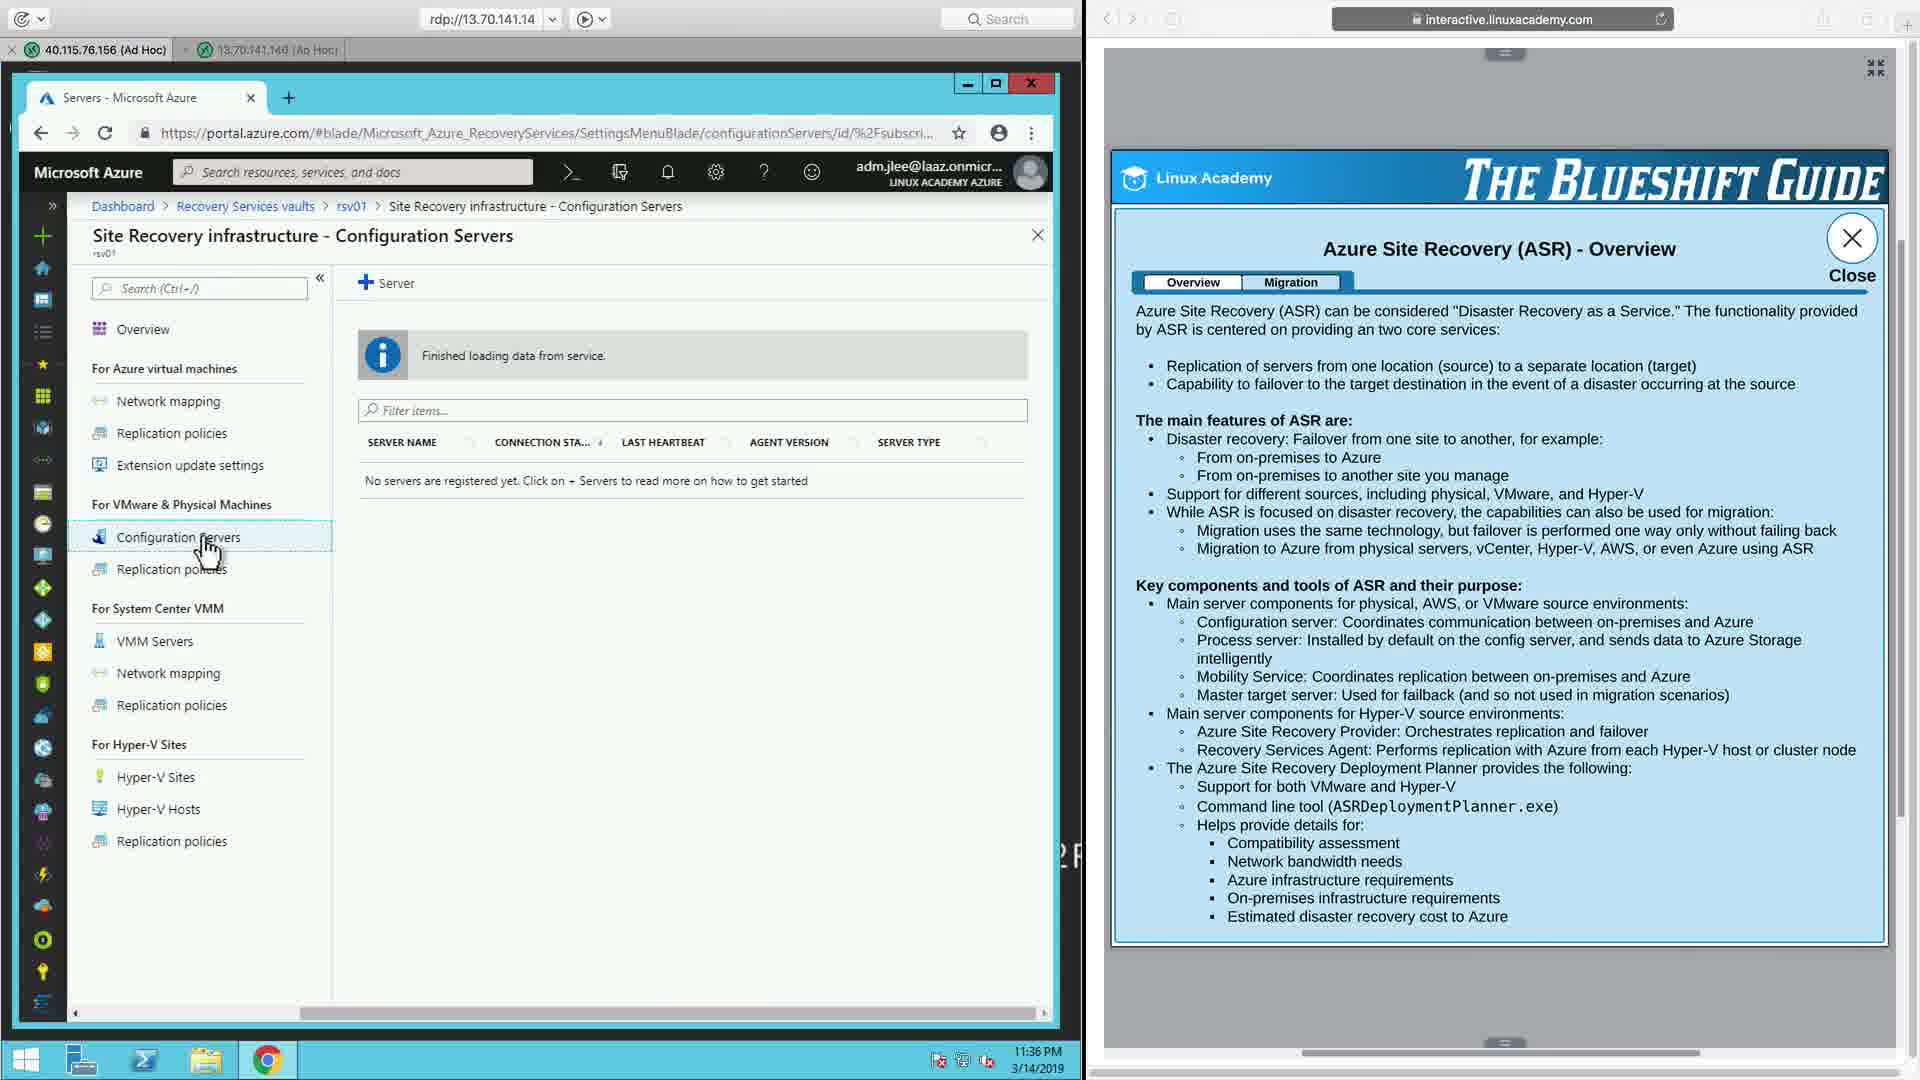 rdp://13.70.141.14
Search
40.115.76.156 (Ad Hoc)
13.70.141.140 (Ad Hoc)
Servers - Microsoft Azure
https://portal.azure.com/#blade/Microsoft_Azure_RecoveryServices/SettingsMenuBlade/configurationServers/id/%2Fsubscri...
Microsoft Azure
Search resources, services, and docs
adm.jlee@laaz.onmicr...
LINUX ACADEMY AZURE
Dashboard > Recovery Services vaults > rsv01 > Site Recovery infrastructure - Configuration Servers
Site Recovery infrastructure - Configuration Servers
rsv01
Search (Ctrl+/)
Overview
For Azure virtual machines
Network mapping
Replication policies
Extension update settings
For VMware & Physical Machines
Configuration Servers
Replication policies
For System Center VMM
VMM Servers
Network mapping
Replication policies
For Hyper-V Sites
Hyper-V Sites
Hyper-V Hosts
Replication policies
Server
Finished loading data from service.
Filter items...
SERVER NAME CONNECTION STA... LAST HEARTBEAT AGENT VERSION SERVER TYPE
No servers are registered yet. Click on + Servers to read more on how to get started
11:36 PM
3/14/2019
interactive.linuxacademy.com
Linux Academy
THE BLUESHIFT GUIDE
Azure Site Recovery (ASR) - Overview
Close
Overview Migration
Azure Site Recovery (ASR) can be considered "Disaster Recovery as a Service." The functionality provided
by ASR is centered on providing an two core services:
• Replication of servers from one location (source) to a separate location (target)
• Capability to failover to the target destination in the event of a disaster occurring at the source
The main features of ASR are:
• Disaster recovery: Failover from one site to another, for example:
◦ From on-premises to Azure
◦ From on-premises to another site you manage
• Support for different sources, including physical, VMware, and Hyper-V
• While ASR is focused on disaster recovery, the capabilities can also be used for migration:
◦ Migration uses the same technology, but failover is performed one way only without failing back
◦ Migration to Azure from physical servers, vCenter, Hyper-V, AWS, or even Azure using ASR
Key components and tools of ASR and their purpose:
• Main server components for physical, AWS, or VMware source environments:
◦ Configuration server: Coordinates communication between on-premises and Azure
◦ Process server: Installed by default on the config server, and sends data to Azure Storage
intelligently
◦ Mobility Service: Coordinates replication between on-premises and Azure
◦ Master target server: Used for failback (and so not used in migration scenarios)
• Main server components for Hyper-V source environments:
◦ Azure Site Recovery Provider: Orchestrates replication and failover
◦ Recovery Services Agent: Performs replication with Azure from each Hyper-V host or cluster node
• The Azure Site Recovery Deployment Planner provides the following:
◦ Support for both VMware and Hyper-V
◦ Command line tool (ASRDeploymentPlanner.exe)
◦ Helps provide details for:
▪ Compatibility assessment
▪ Network bandwidth needs
▪ Azure infrastructure requirements
▪ On-premises infrastructure requirements
▪ Estimated disaster recovery cost to Azure